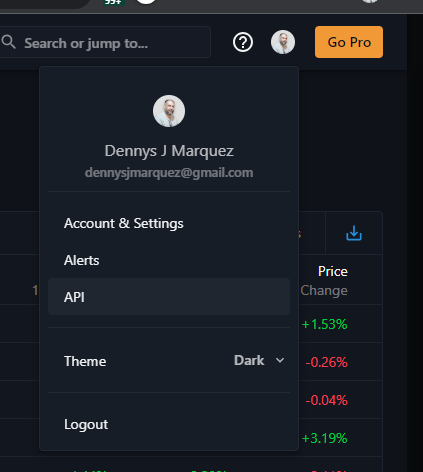 99+
Search or jump to...
Go Pro
Dennys J Marquez
dennysjmarquez@gmail.com
Account & Settings
Alerts
Price
Change
API
+1.53%
Theme
Dark
-0.26%
-0.04%
Logout
+3.19%